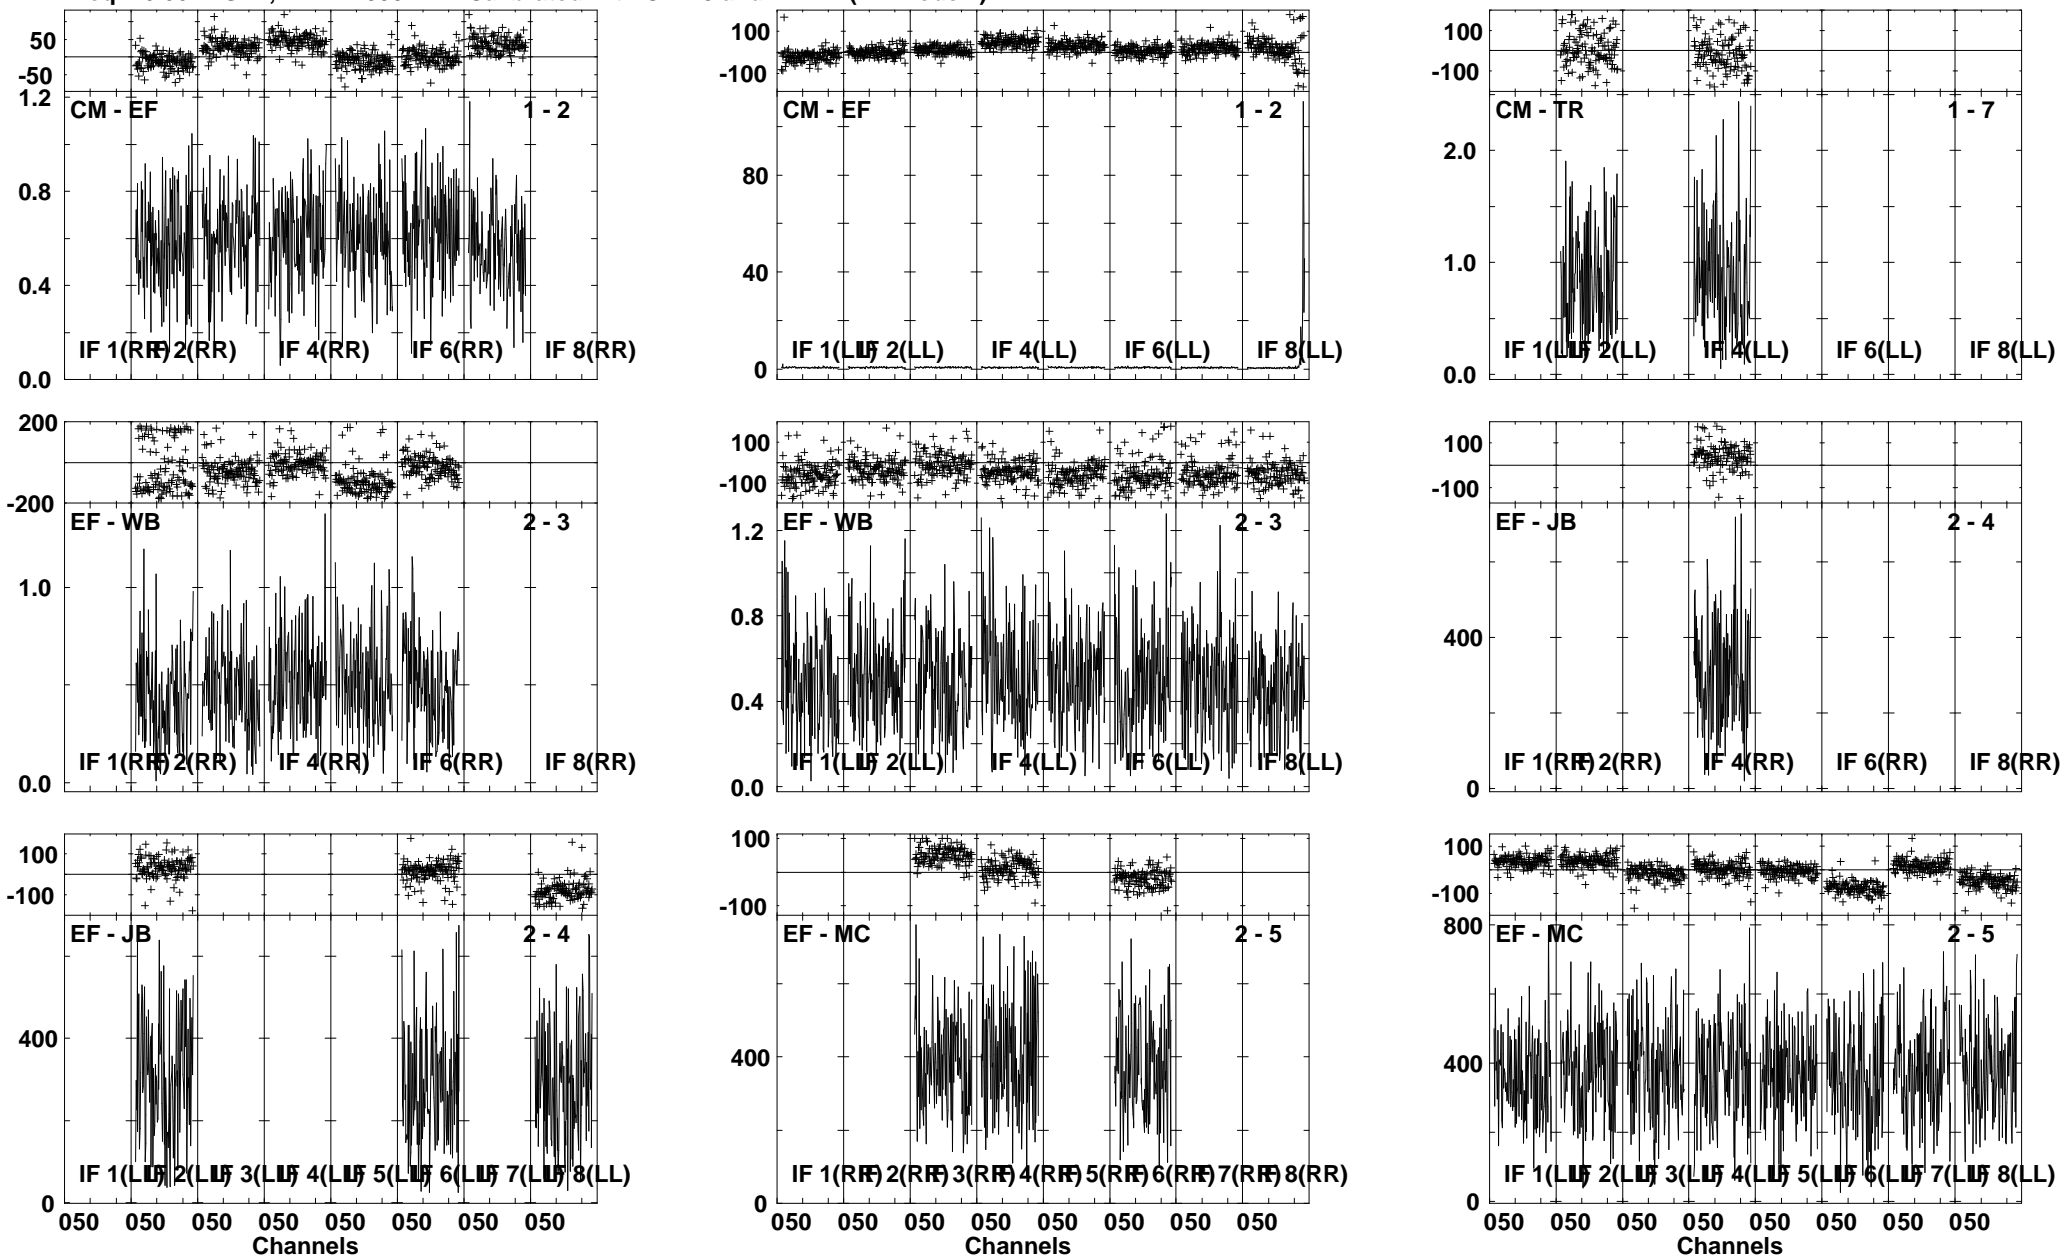 50
-50
1.2
CM - EF
1 - 2
0.8
0.4
0.0
IF 1(RR)
IF 2(RR)
IF 4(RR)
IF 6(RR)
IF 8(RR)
100
-100
CM - EF
1 - 2
80
40
0
IF 1(LL)
IF 2(LL)
IF 4(LL)
IF 6(LL)
IF 8(LL)
100
-100
CM - TR
1 - 7
2.0
1.0
0.0
IF 1(LL)
IF 2(LL)
IF 4(LL)
IF 6(LL)
IF 8(LL)
200
-200
EF - WB
2 - 3
1.0
0.0
IF 1(RR)
IF 2(RR)
IF 4(RR)
IF 6(RR)
IF 8(RR)
100
-100
EF - WB
2 - 3
1.2
0.8
0.4
0.0
IF 1(LL)
IF 2(LL)
IF 4(LL)
IF 6(LL)
IF 8(LL)
100
-100
EF - JB
2 - 4
400
0
IF 1(RR)
IF 2(RR)
IF 4(RR)
IF 6(RR)
IF 8(RR)
100
-100
EF - JB
2 - 4
400
0
IF 1(LL)
IF 2(LL)
IF 3(LL)
IF 4(LL)
IF 5(LL)
IF 6(LL)
IF 7(LL)
IF 8(LL)
050 050 050 050 050 050 050 050
Channels
100
-100
EF - MC
2 - 5
400
0
IF 1(RR)
IF 2(RR)
IF 3(RR)
IF 4(RR)
IF 5(RR)
IF 6(RR)
IF 7(RR)
IF 8(RR)
050 050 050 050 050 050 050 050
Channels
100
-100
800
EF - MC
2 - 5
400
0
IF 1(LL)
IF 2(LL)
IF 3(LL)
IF 4(LL)
IF 5(LL)
IF 6(LL)
IF 7(LL)
IF 8(LL)
050 050 050 050 050 050 050 050
Channels